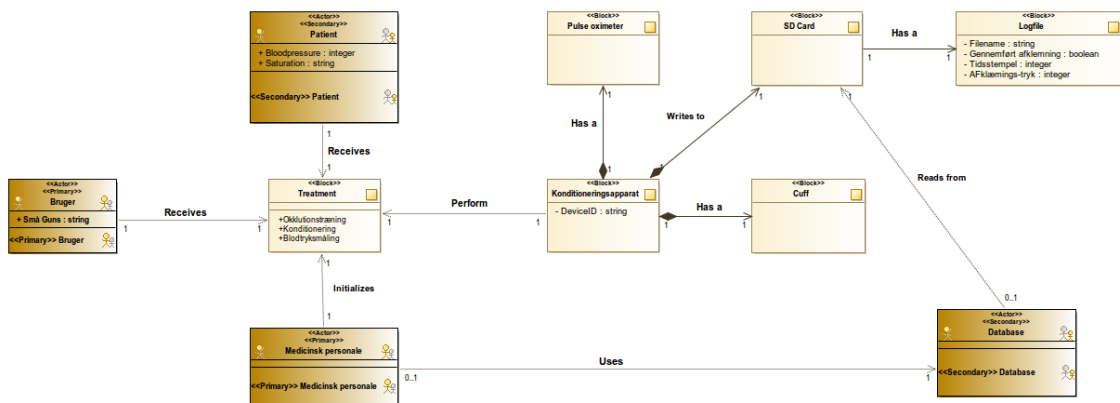 <<Actor>>
<<Secondary>>
Patient
+ Bloodpressure : integer
+ Saturation : string
<<Secondary>> Patient
<<Block>>
Pulse oximeter
<<Block>>
SD Card
Has a
1
1
<<Block>>
Logfile
- Filename : string
- Gennemført afklemning : boolean
- Tidsstempel : integer
- AFklæmings-tryk : integer
1
Receives
1
1
Has a
1
1
Writes to
1
1
Reads from
0..1
<<Actor>>
<<Primary>>
Bruger
+ Små Guns : string
<<Primary>> Bruger
1
Receives
1
<<Block>>
Treatment
+Okklutionstræning
+Konditionering
+Blodtryksmåling
1
Perform
1
<<Block>>
Konditioneringsapparat
- DeviceID : string
1
Has a
1
<<Block>>
Cuff
1
Initializes
1
<<Actor>>
<<Primary>>
Medicinsk personale
<<Primary>> Medicinsk personale
0..1
Uses
1
<<Actor>>
<<Secondary>>
Database
<<Secondary>> Database